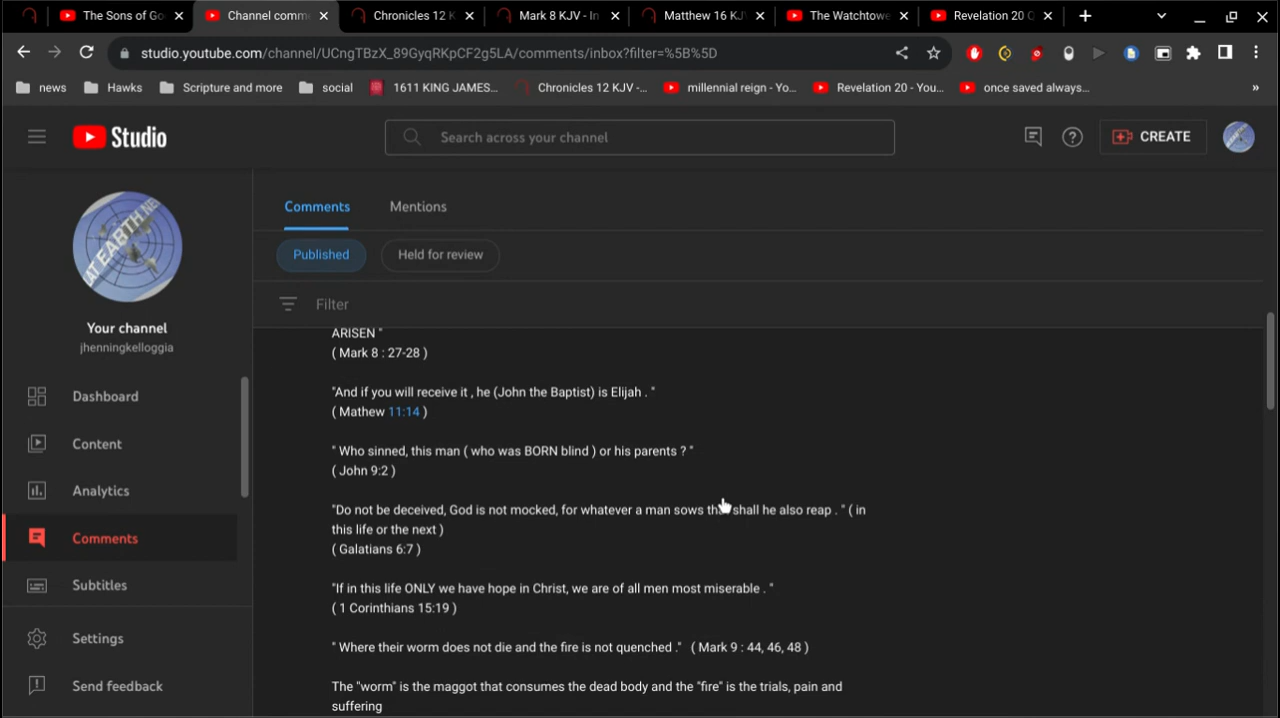 The Sons of Go
Channel comm
Chronicles 12 K
Mark 8 KJV - In
Matthew 16 KJ
The Watchtowe
Revelation 20 Q
studio.youtube.com/channel/UCngTBzX_89GyqRKpCF2g5LA/comments/inbox?filter=%5B%5D
news
Hawks
Scripture and more
social
1611 KING JAMES...
Chronicles 12 KJV -...
millennial reign - Yo...
Revelation 20 - You...
once saved always...
»
Studio
Search across your channel
CREATE
Your channel
jhenningkelloggia
Dashboard
Content
Analytics
Comments
Subtitles
Settings
Send feedback
Comments
Mentions
Published
Held for review
Filter
ARISEN "
( Mark 8 : 27-28 )
"And if you will receive it , he (John the Baptist) is Elijah . "
( Mathew 11:14 )
" Who sinned, this man ( who was BORN blind ) or his parents ? "
( John 9:2 )
"Do not be deceived, God is not mocked, for whatever a man sows shall he also reap . " ( in
this life or the next )
( Galatians 6:7 )
"If in this life ONLY we have hope in Christ, we are of all men most miserable . "
( 1 Corinthians 15:19 )
" Where their worm does not die and the fire is not quenched ." ( Mark 9 : 44, 46, 48 )
The "worm" is the maggot that consumes the dead body and the "fire" is the trials, pain and
suffering